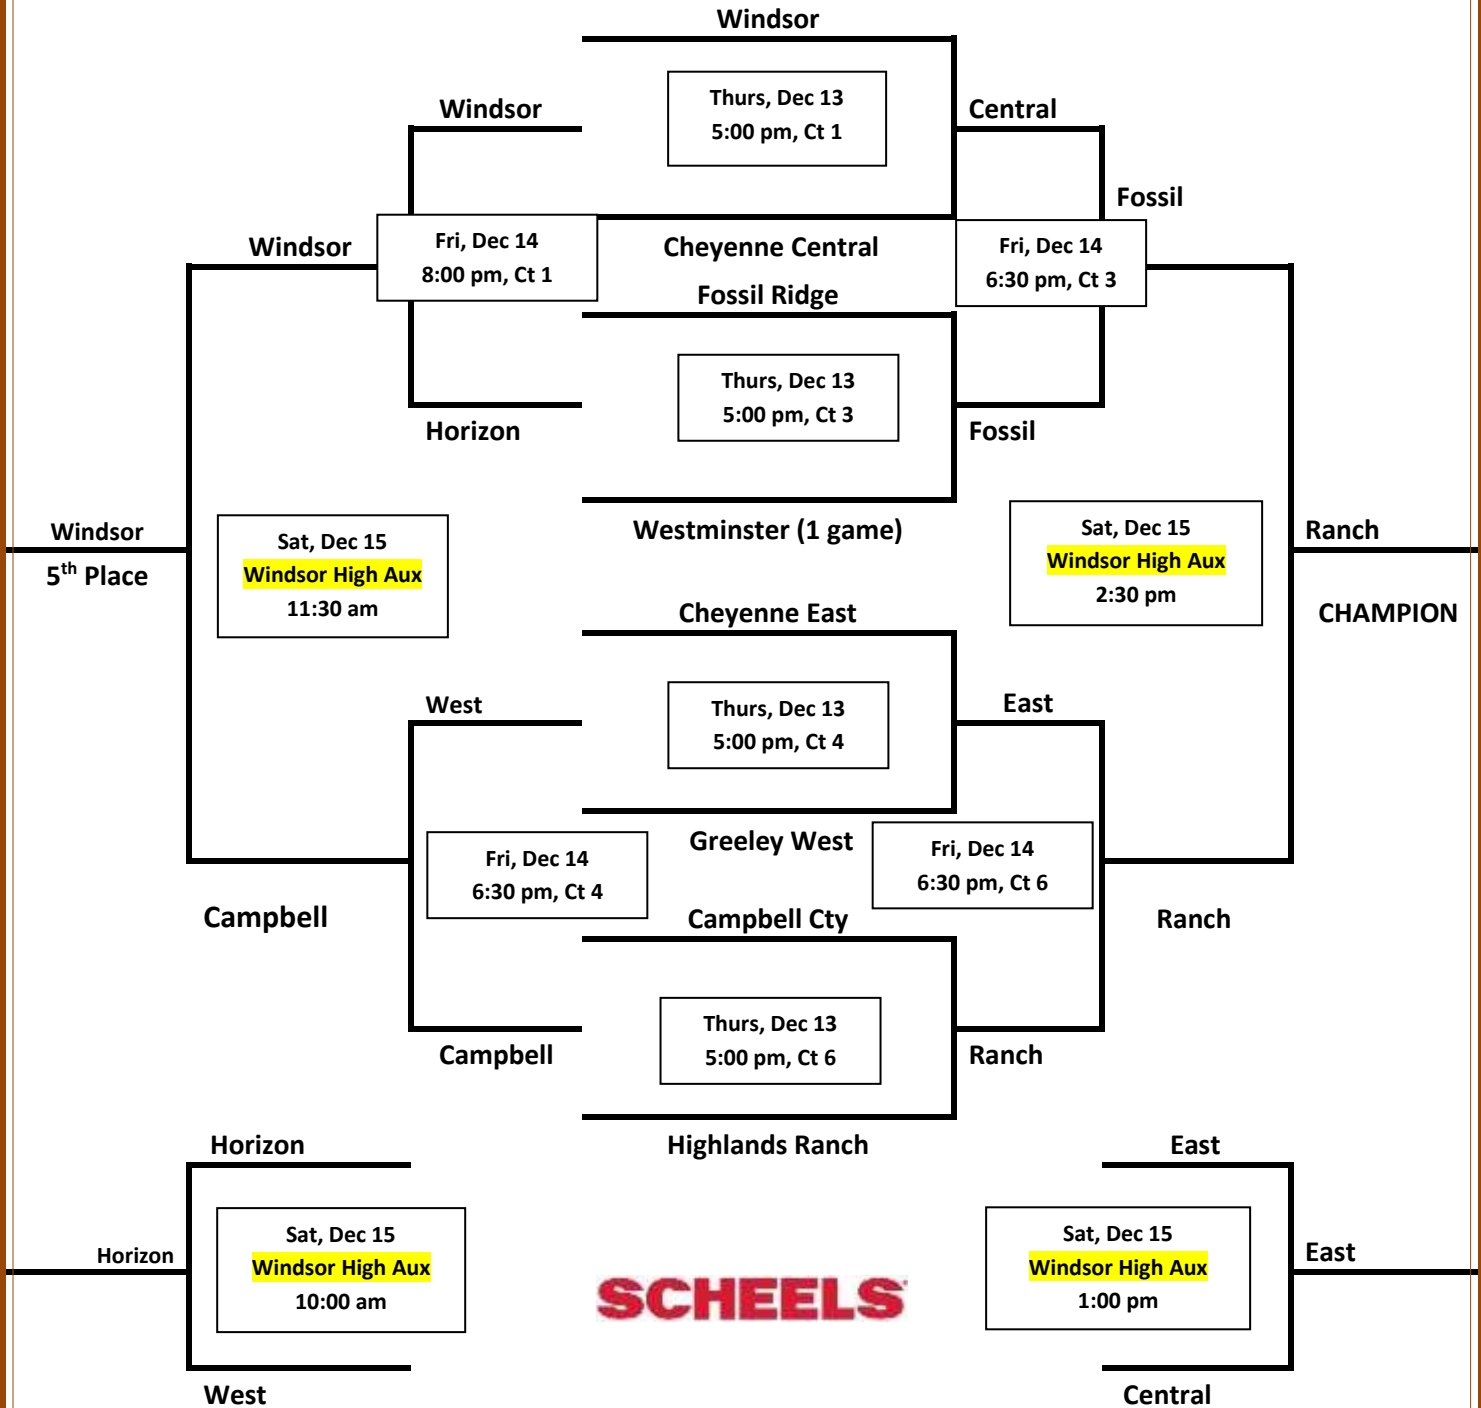 Windsor
Windsor
Thurs, Dec 13
5:00 pm, Ct 1
Central
Fossil
Windsor
Fri, Dec 14
8:00 pm, Ct 1
Cheyenne Central
Fri, Dec 14
6:30 pm, Ct 3
Fossil Ridge
Thurs, Dec 13
5:00 pm, Ct 3
Horizon
Fossil
Westminster (1 game)
Windsor
5th Place
Sat, Dec 15
Windsor High Aux
11:30 am
Sat, Dec 15
Windsor High Aux
2:30 pm
Ranch
CHAMPION
Cheyenne East
West
Thurs, Dec 13
5:00 pm, Ct 4
East
Greeley West
Fri, Dec 14
6:30 pm, Ct 4
Fri, Dec 14
6:30 pm, Ct 6
Campbell
Campbell Cty
Ranch
Thurs, Dec 13
5:00 pm, Ct 6
Campbell
Ranch
Horizon
Highlands Ranch
East
Sat, Dec 15
Windsor High Aux
10:00 am
Horizon
SCHEELS
Sat, Dec 15
Windsor High Aux
1:00 pm
East
West
Central